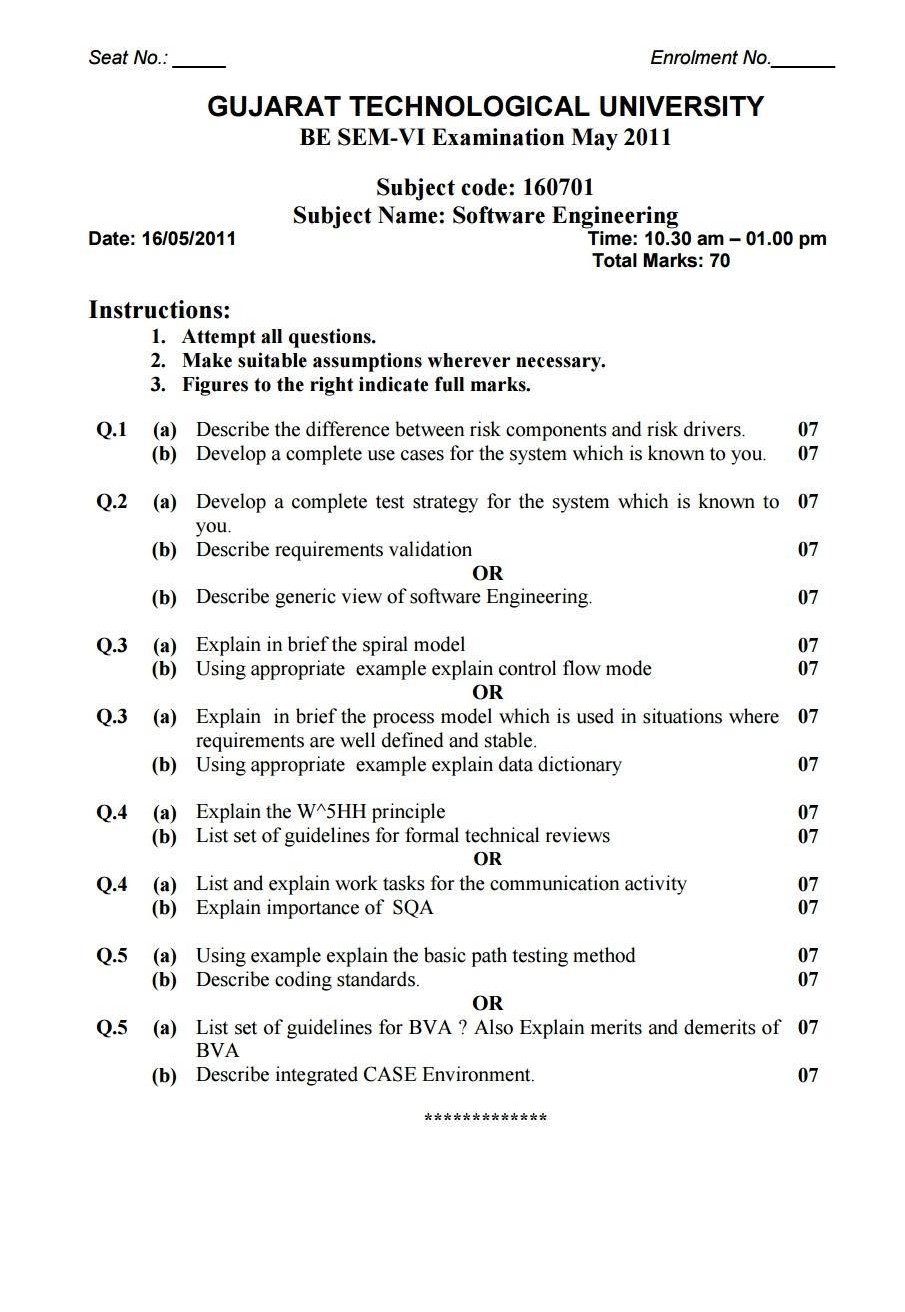 Seat No.: _____ Enrolment No.______
GUJARAT TECHNOLOGICAL UNIVERSITY
BE SEM-VI Examination May 2011
Subject code: 160701
Subject Name: Software Engineering
Date: 16/05/2011 Time: 10.30 am – 01.00 pm
Total Marks: 70
Instructions:
1. Attempt all questions.
2. Make suitable assumptions wherever necessary.
3. Figures to the right indicate full marks.
Q.1 (a) Describe the difference between risk components and risk drivers. 07
(b) Develop a complete use cases for the system which is known to you. 07
Q.2 (a) Develop a complete test strategy for the system which is known to 07
you.
(b) Describe requirements validation 07
OR
(b) Describe generic view of software Engineering. 07
Q.3 (a) Explain in brief the spiral model 07
(b) Using appropriate example explain control flow mode 07
OR
Q.3 (a) Explain in brief the process model which is used in situations where 07
requirements are well defined and stable.
(b) Using appropriate example explain data dictionary 07
Q.4 (a) Explain the W^5HH principle 07
(b) List set of guidelines for formal technical reviews 07
OR
Q.4 (a) List and explain work tasks for the communication activity 07
(b) Explain importance of SQA 07
Q.5 (a) Using example explain the basic path testing method 07
(b) Describe coding standards. 07
OR
Q.5 (a) List set of guidelines for BVA ? Also Explain merits and demerits of 07
BVA
(b) Describe integrated CASE Environment. 07
*************